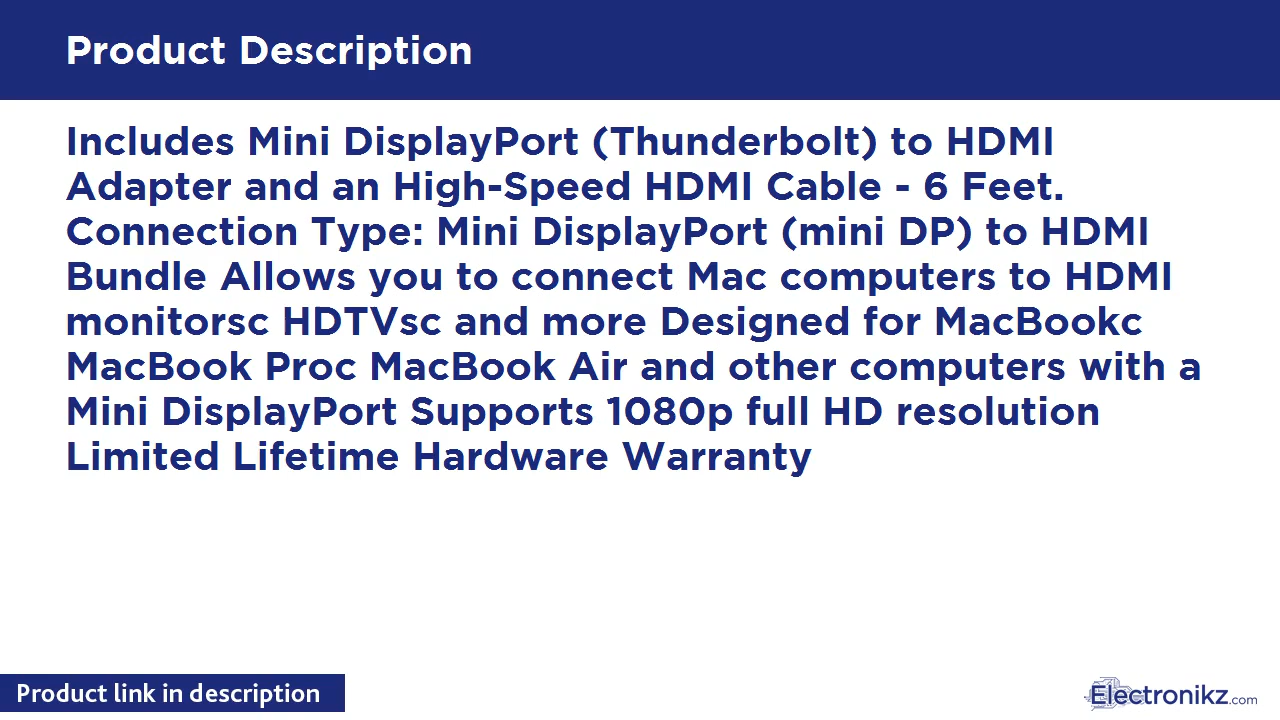 Product Description
Includes Mini DisplayPort (Thunderbolt) to HDMI
Adapter and an High-Speed HDMI Cable - 6 Feet.
Connection Type: Mini DisplayPort (mini DP) to HDMI
Bundle Allows you to connect Mac computers to HDMI
monitorsc HDTVsc and more Designed for MacBookc
MacBook Proc MacBook Air and other computers with a
Mini DisplayPort Supports 1080p full HD resolution
Limited Lifetime Hardware Warranty
Product link in description
Electronikz.com